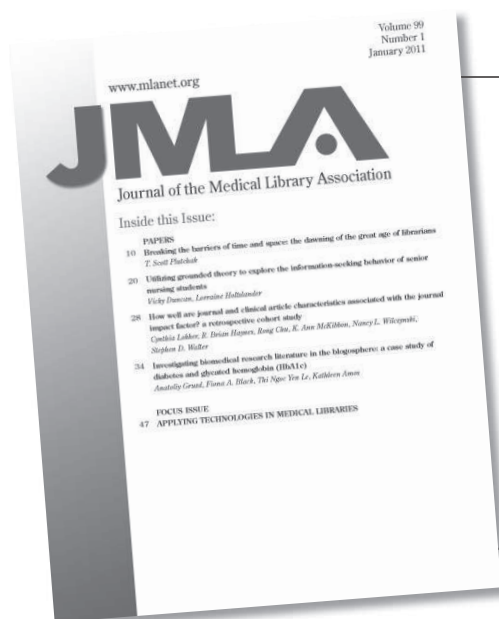 Volume 99
Number 1
January 2011
www.mlanet.org
JMLA
Journal of the Medical Library Association
Inside this Issue:
PAPERS
10 Breaking the barriers of time and space: the dawning of the great age of librarians
T. Scott Plutchak
20 Utilizing grounded theory to explore the information-seeking behavior of senior
nursing students
Vicky Duncan, Lorraine Holtslander
28 How well are journal and clinical article characteristics associated with the journal
impact factor? a retrospective cohort study
Cynthia Lokker, R. Brian Haynes, Rong Chu, K. Ann McKibbon, Nancy L. Wilczynski,
Stephen D. Walter
34 Investigating biomedical research literature in the blogosphere: a case study of
diabetes and glycated hemoglobin (HbA1c)
Anatoliy Gruzd, Fiona A. Black, Thi Ngoc Yen Le, Kathleen Amos
FOCUS ISSUE
47 APPLYING TECHNOLOGIES IN MEDICAL LIBRARIES